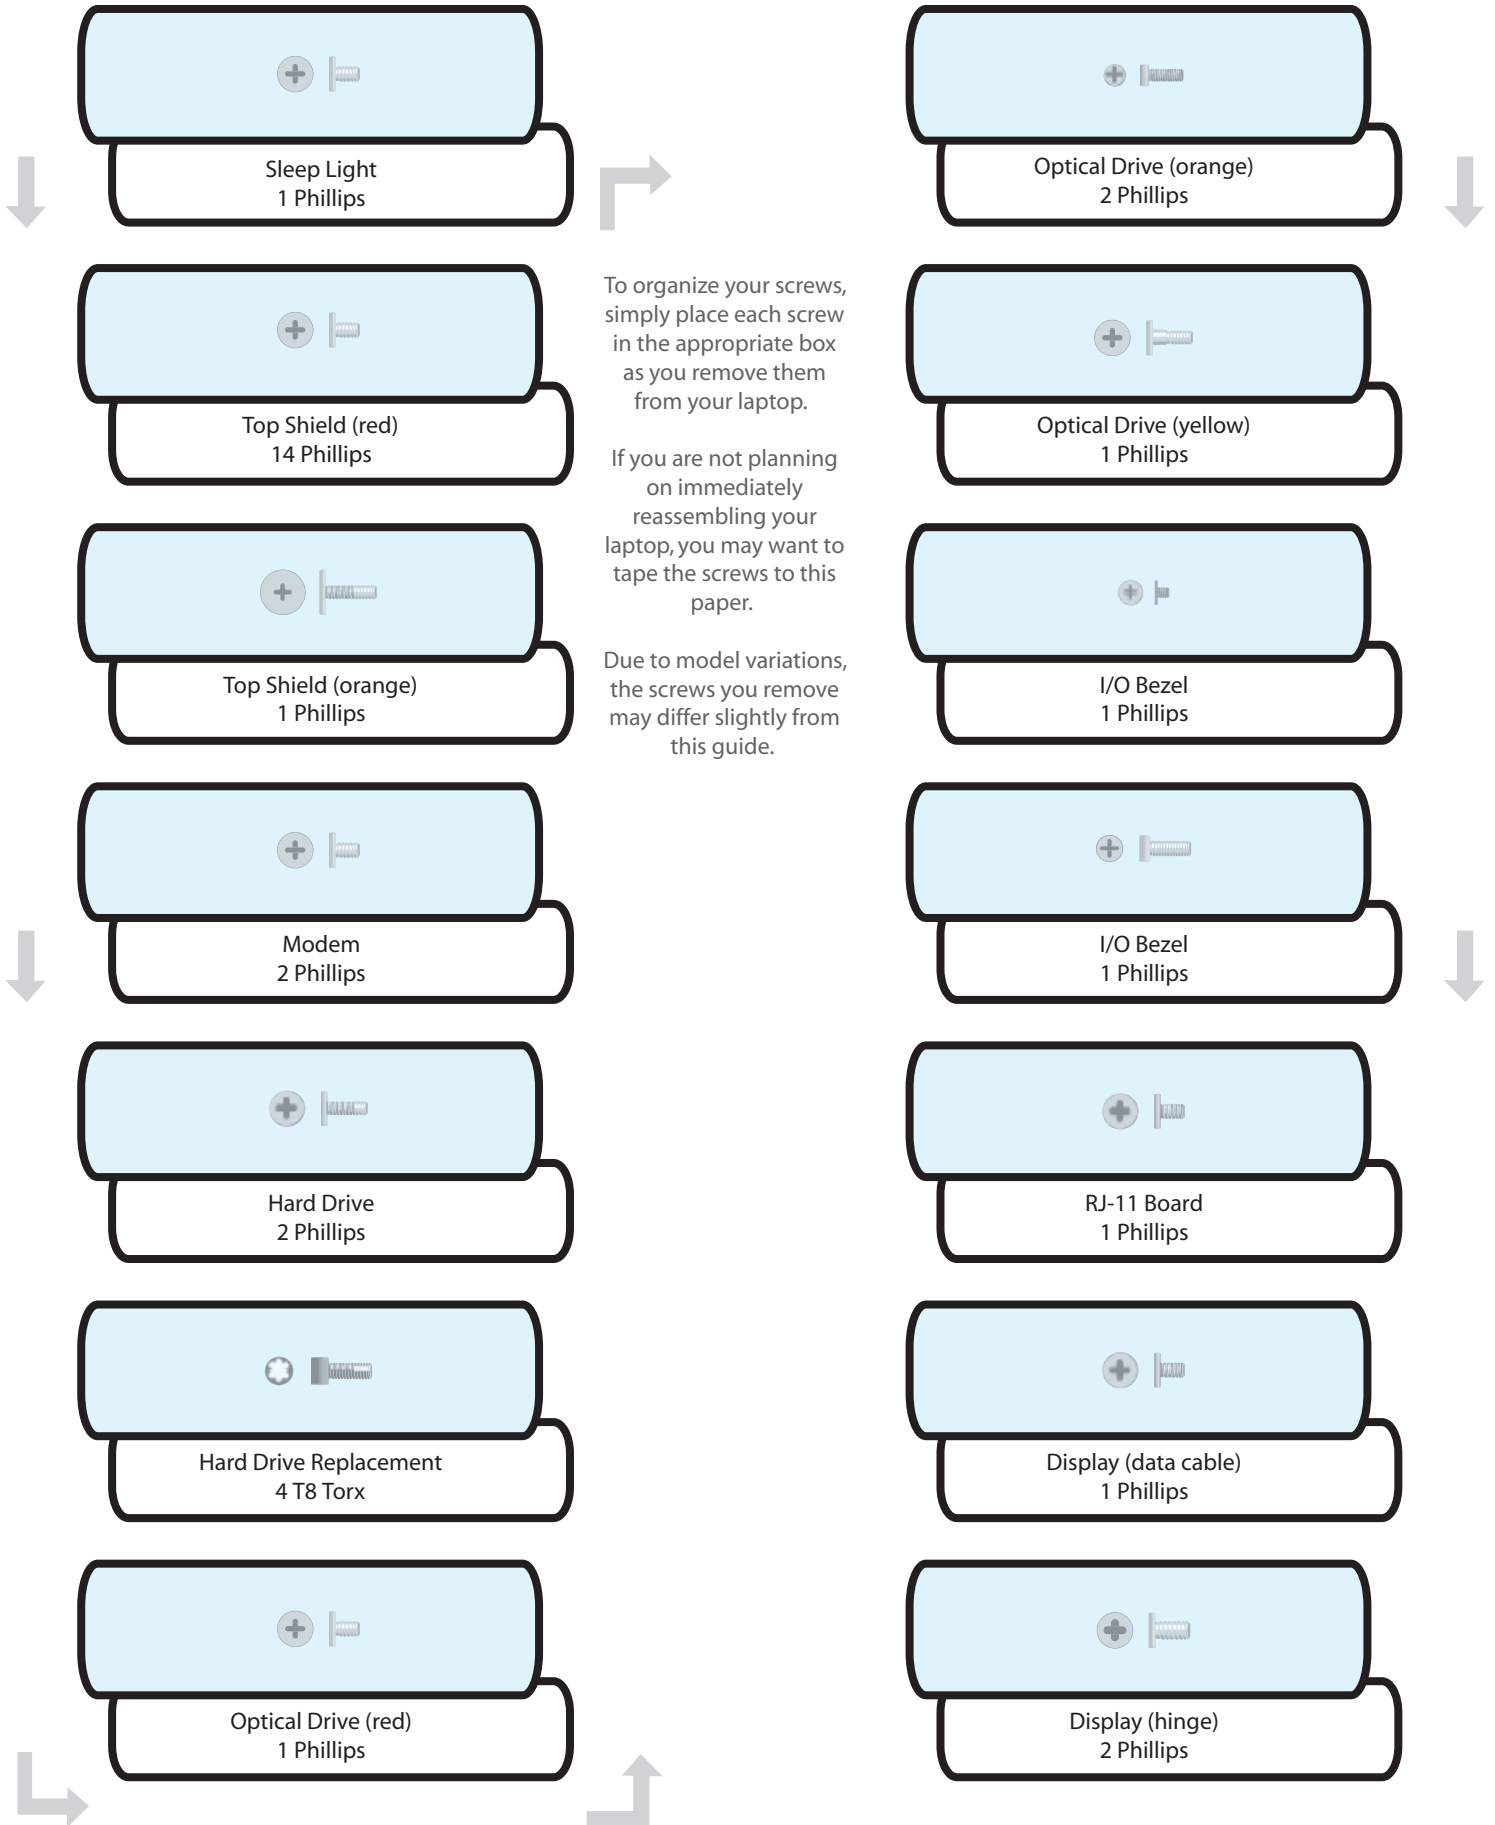 Sleep Light
1 Phillips
Top Shield (red)
14 Phillips
Top Shield (orange)
1 Phillips
Modem
2 Phillips
Hard Drive
2 Phillips
Hard Drive Replacement
4 T8 Torx
Optical Drive (red)
1 Phillips
To organize your screws,
simply place each screw
in the appropriate box
as you remove them
from your laptop.
If you are not planning
on immediately
reassembling your
laptop, you may want to
tape the screws to this
paper.
Due to model variations,
the screws you remove
may differ slightly from
this guide.
Optical Drive (orange)
2 Phillips
Optical Drive (yellow)
1 Phillips
I/O Bezel
1 Phillips
I/O Bezel
1 Phillips
RJ-11 Board
1 Phillips
Display (data cable)
1 Phillips
Display (hinge)
2 Phillips